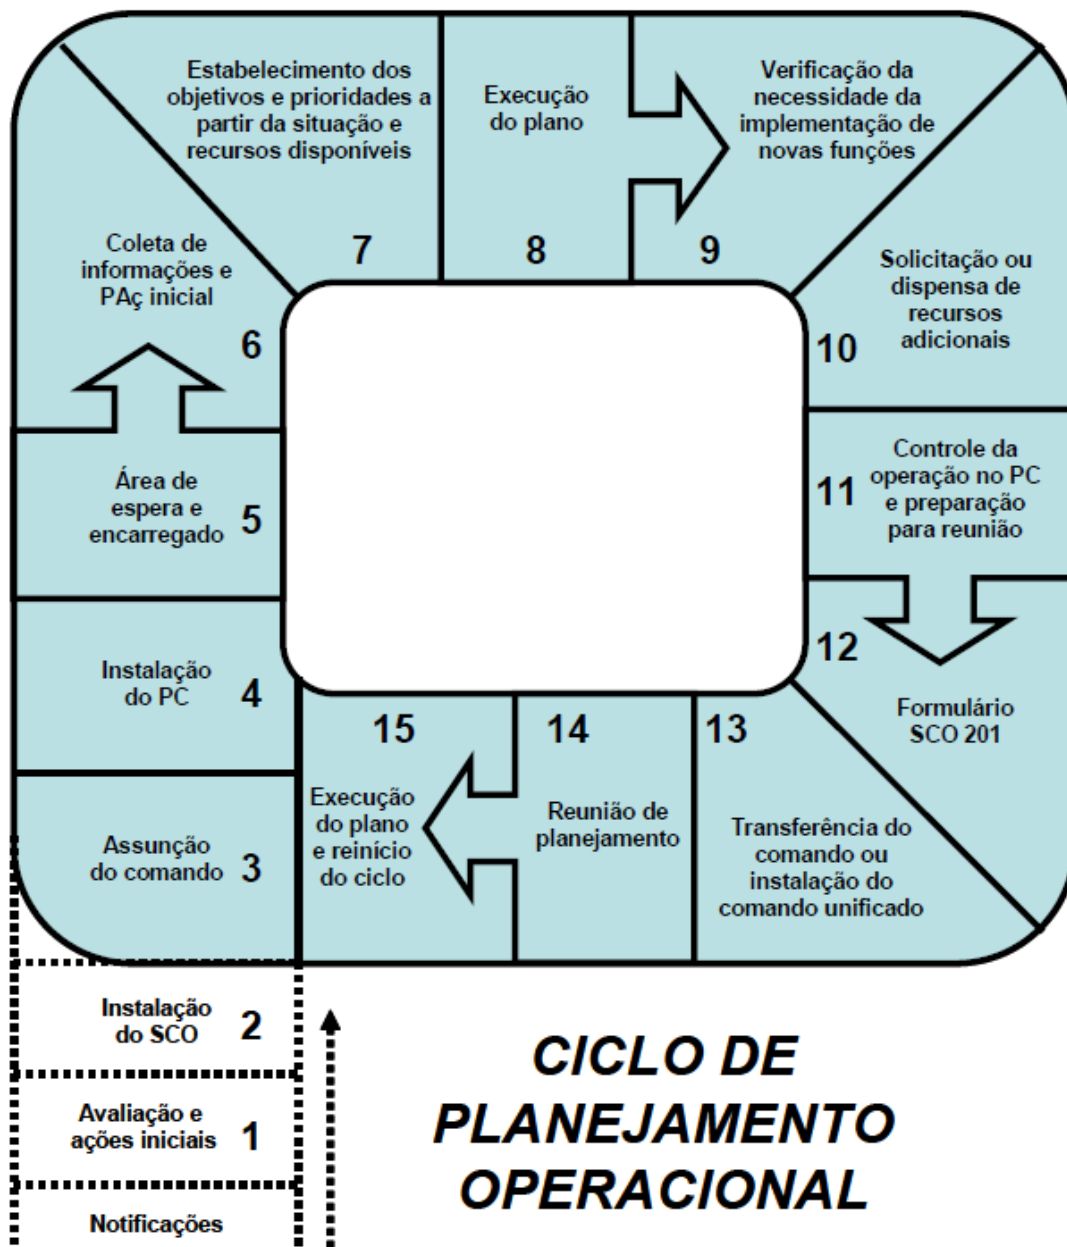 Estabelecimento dos
objetivos e prioridades a
partir da situação e
recursos disponíveis
7
Execução
do plano
8
Verificação da
necessidade da
implementação de
novas funções
9
Coleta de
informações e
PAç inicial
6
Solicitação ou
dispensa de
recursos
adicionais
10
Área de
espera e
encarregado
5
Controle da
operação no PC
e preparação
para reunião
11
Instalação
do PC
4
12
Formulário
SCO 201
Assunção
do comando
3
15
Execução
do plano
e reinício
do ciclo
14
Reunião de
planejamento
13
Transferência do
comando ou
instalação do
comando unificado
Instalação
do SCO
2
Avaliação e
ações iniciais
1
Notificações
CICLO DE
PLANEJAMENTO
OPERACIONAL